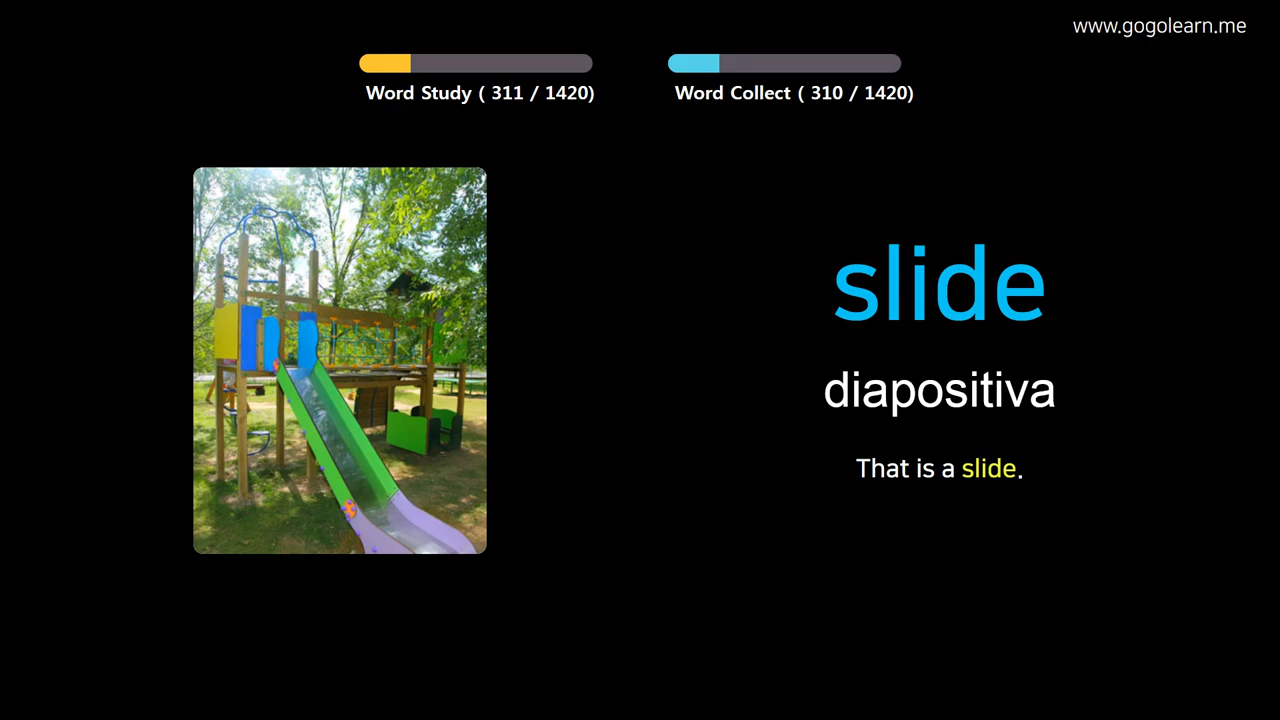 www.gogolearn.me
Word Study ( 311 / 1420)
Word Collect ( 310 / 1420)
slide
diapositiva
That is a slide.